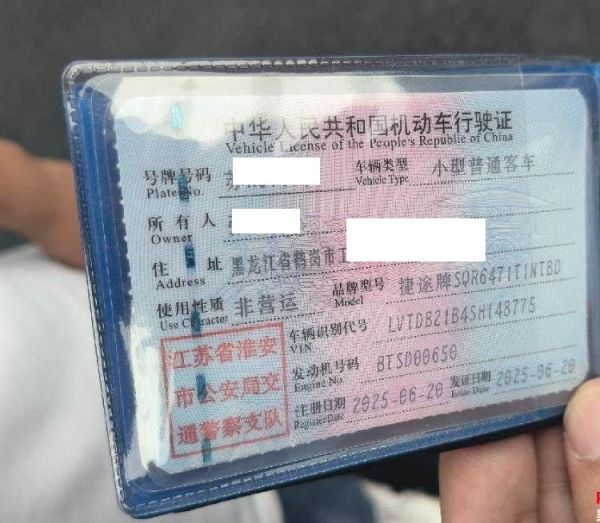 中华人民共和国机动车行驶证
Vehicle License of the People's Republic of China
号牌号码 苏 车辆类型 小型普通客车
Plate No. Vehicle Type
所有人
Owner
住址 黑龙江省鹤岗市
Address
使用性质 非营运 品牌型号 捷途牌SQR6471T1NTBD
Use Character Model
江苏省淮安
市公安局交
通警察支队
车辆识别代号 LVTDB21B4SH148775
VIN
发动机号码 BTSD00650
Engine No.
注册日期 2025-06-20 发证日期 2025-06-20
Register Date Issue Date